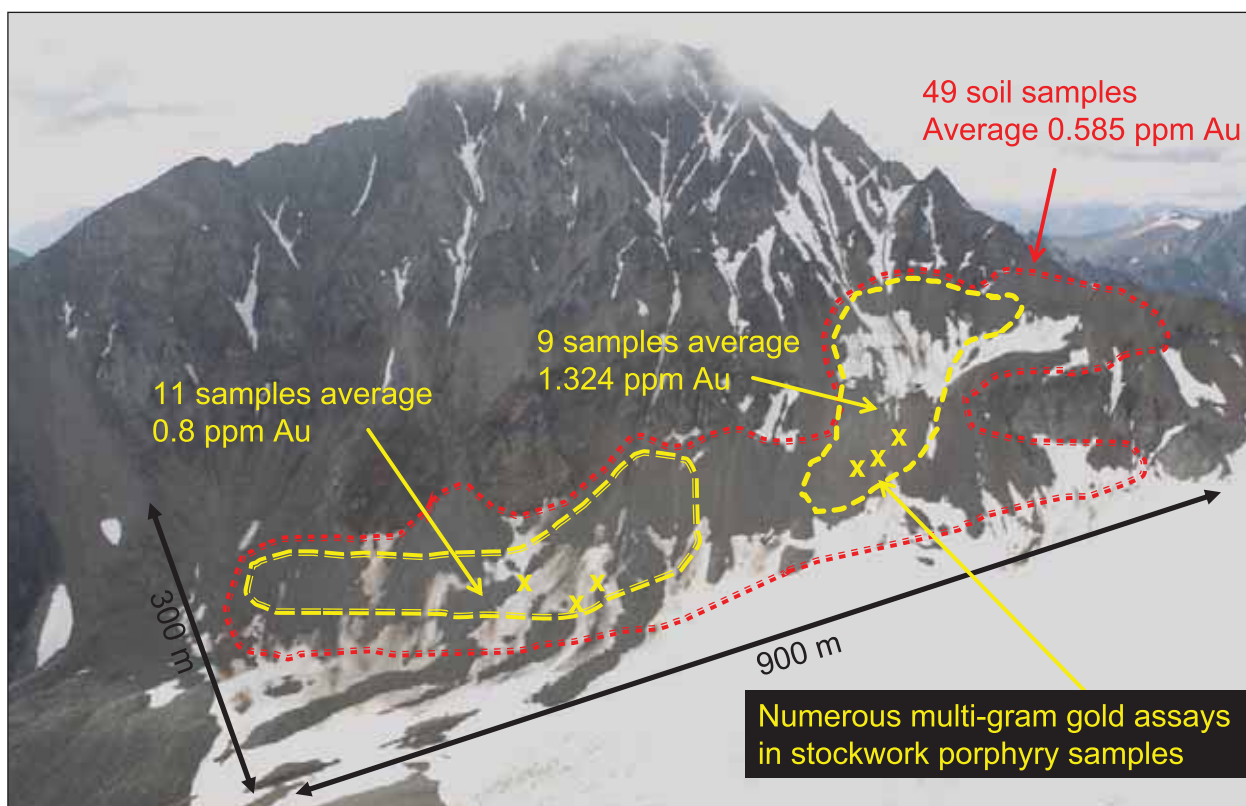 49 soil samples
Average 0.585 ppm Au
9 samples average
1.324 ppm Au
11 samples average
0.8 ppm Au
x
x
x
x
x
x
300 m
900 m
Numerous multi-gram gold assays
in stockwork porphyry samples